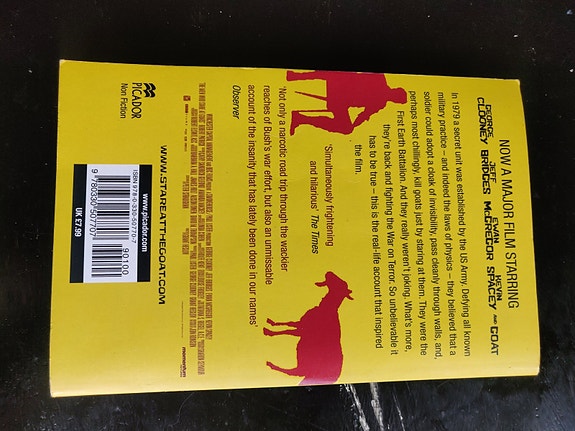 NOW A MAJOR FILM STARRING
GEORGE CLOONEY JEFF BRIDGES EWAN McGREGOR KEVIN SPACEY AND GOAT
In 1979 a secret unit was established by the US Army. Defying all known
military practice – and indeed the laws of physics – they believed that a
soldier could adopt a cloak of invisibility, pass cleanly through walls, and,
perhaps most chillingly, kill goats just by staring at them. They were the
First Earth Battalion. And they really weren't joking. What's more,
they're back and fighting the War on Terror. So unbelievable it
has to be true – this is the real-life account that inspired
the film.
'Simultaneously frightening
and hilarious' The Times
'Not only a narcotic road trip through the wackier
reaches of Bush's war effort, but also an unmissable
account of the insanity that has lately been done in our names'
Observer
momentum
WWW.STAREATTHEGOAT.COM
PICADOR
Non Fiction
www.picador.com
ISBN 978-0-330-50770-7
90100
9 780330 507707
UK £7.99